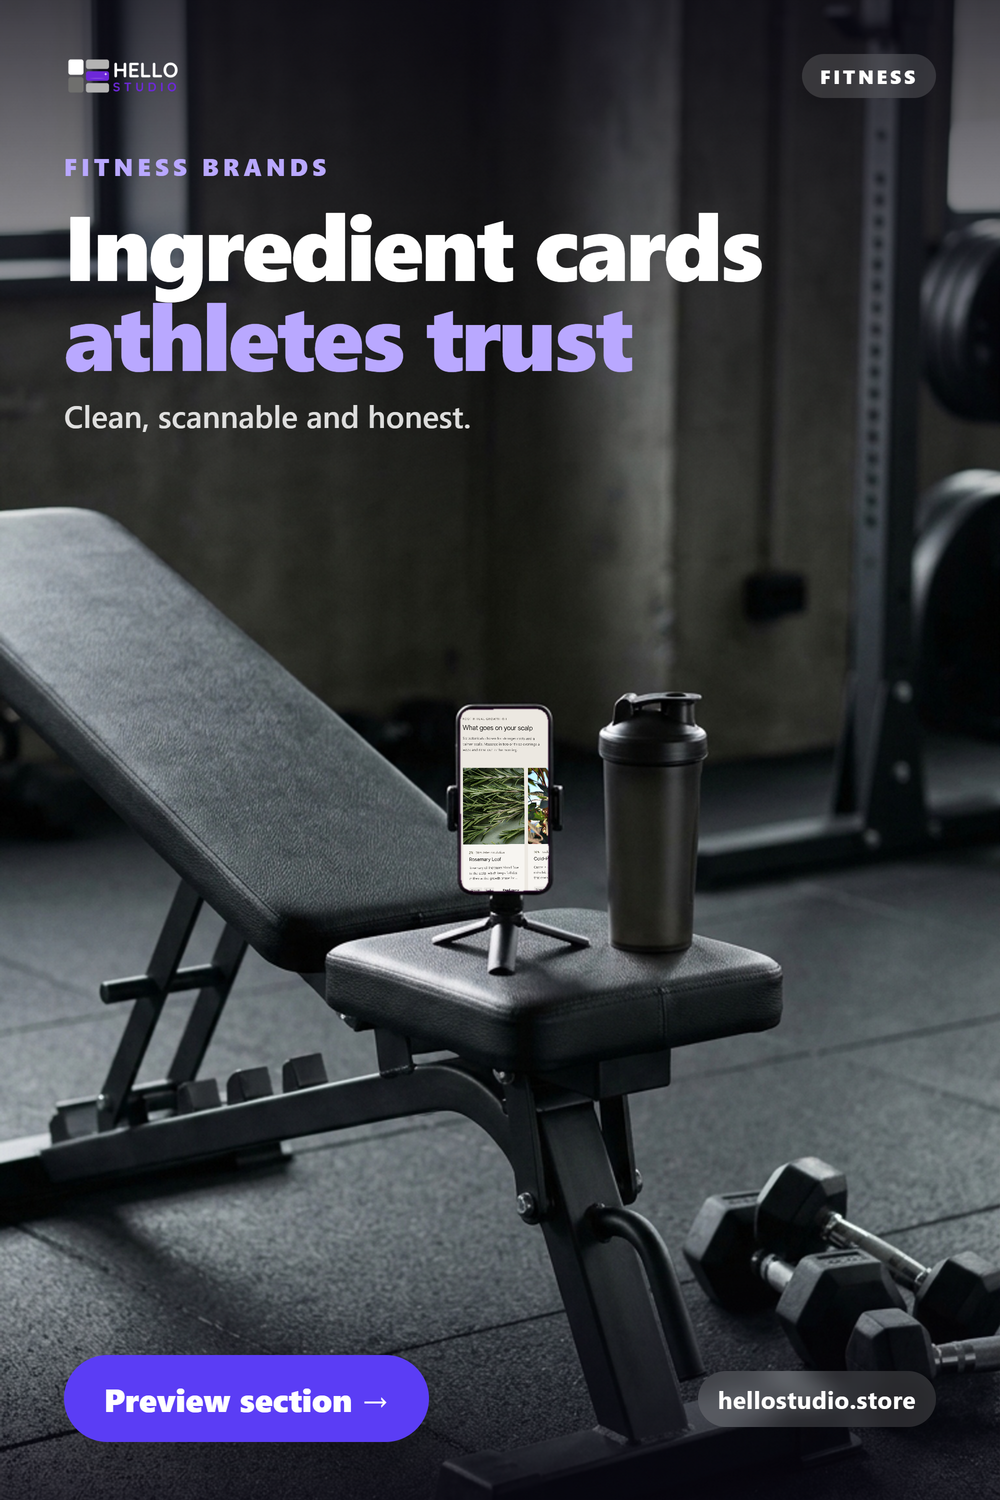 HELLO
STUDIO
FITNESS
FITNESS BRANDS
Ingredient cards
athletes trust
Clean, scannable and honest.
What goes on your scalp
Rosemary Leaf
Preview section →
hellostudio.store